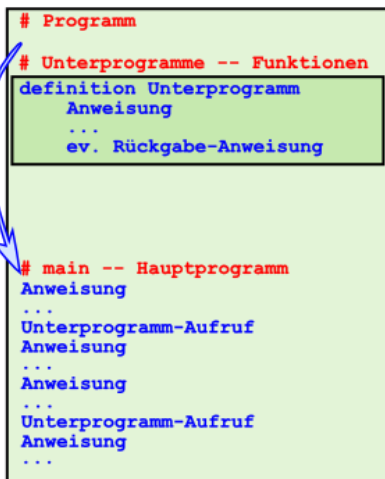 # Programm
# Unterprogramme -- Funktionen
definition Unterprogramm
Anweisung
...
ev. Rückgabe-Anweisung
# main -- Hauptprogramm
Anweisung
...
Unterprogramm-Aufruf
Anweisung
...
Anweisung
...
Unterprogramm-Aufruf
Anweisung
...